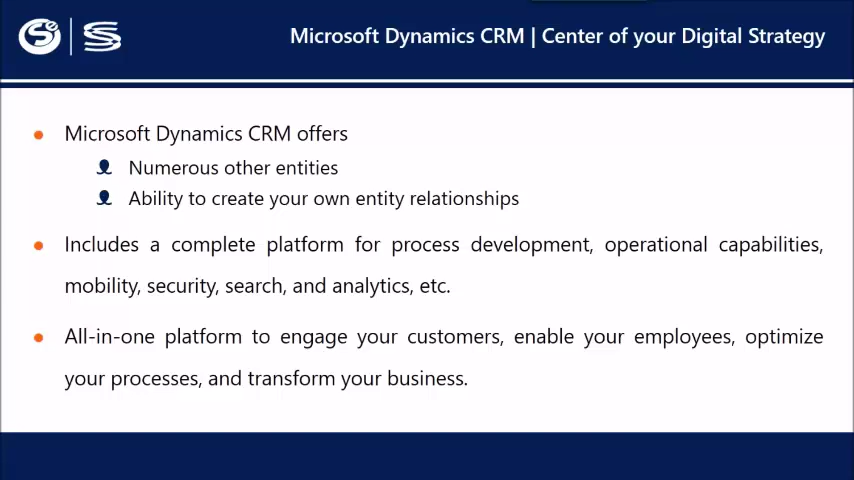 Microsoft Dynamics CRM | Center of your Digital Strategy
Microsoft Dynamics CRM offers
Numerous other entities
Ability to create your own entity relationships
Includes a complete platform for process development, operational capabilities,
mobility, security, search, and analytics, etc.
All-in-one platform to engage your customers, enable your employees, optimize
your processes, and transform your business.